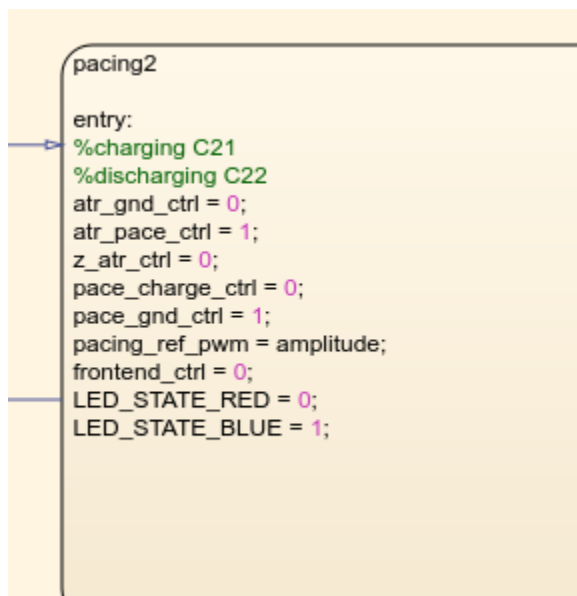 pacing2
entry:
%charging C21
%discharging C22
atr_gnd_ctrl = 0;
atr_pace_ctrl = 1;
z_atr_ctrl = 0;
pace_charge_ctrl = 0;
pace_gnd_ctrl = 1;
pacing_ref_pwm = amplitude;
frontend_ctrl = 0;
LED_STATE_RED = 0;
LED_STATE_BLUE = 1;